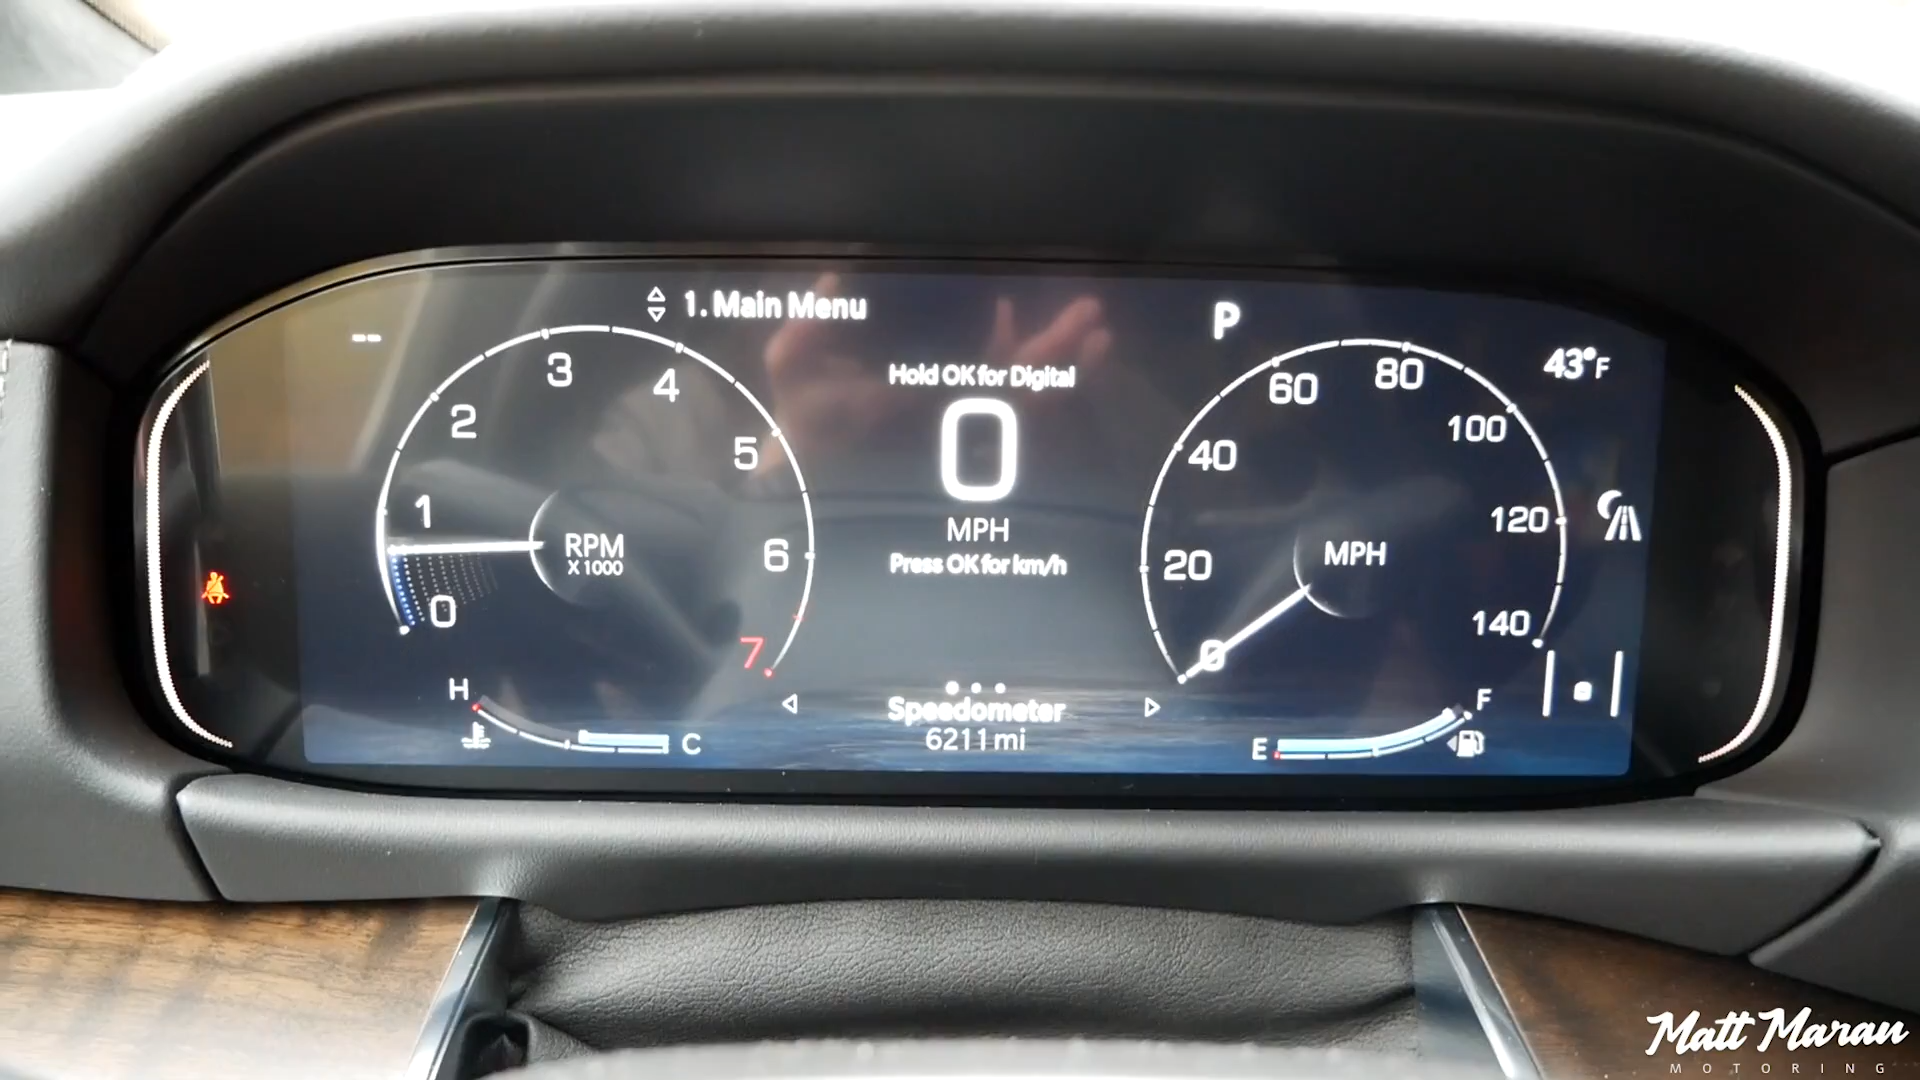 1. Main Menu
P
--
43°F
Hold OK for Digital
0
MPH
Press OK for km/h
0
1
2
3
4
5
6
7
RPM
X 1000
0
20
40
60
80
100
120
140
MPH
H
C
Speedometer
6211 mi
E
F
Matt Maran
MOTORING